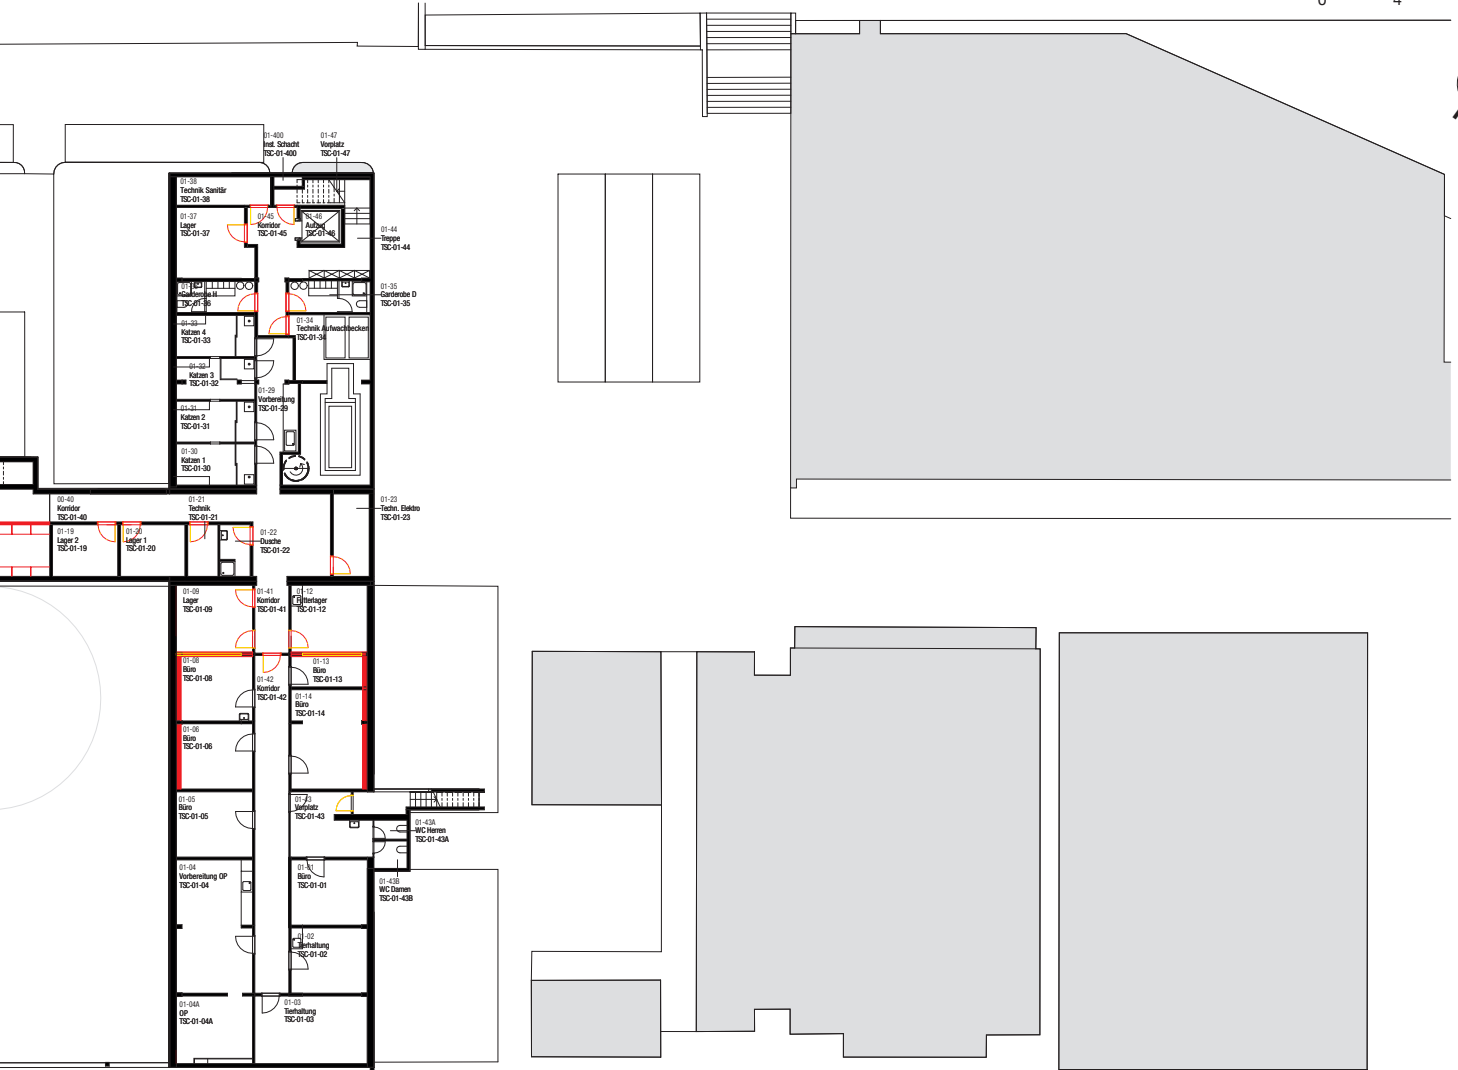 4
01-400
Inst. Schacht
TSC-01-400
01-47
Vorplatz
TSC-01-47
01-38
Technik Sanitär
TSC-01-38
01-37
Lager
TSC-01-37
01-45
Korridor
TSC-01-45
01-46
Aufzug
TSC-01-46
01-44
Treppe
TSC-01-44
Garderobe H
TSC-01-36
01-35
Garderobe D
TSC-01-35
01-33
Katzen 4
TSC-01-33
01-34
Technik Aufwachbecken
TSC-01-34
01-32
Katzen 3
TSC-01-32
01-29
Vorbereitung
TSC-01-29
01-31
Katzen 2
TSC-01-31
01-30
Katzen 1
TSC-01-30
00-40
Korridor
TSC-01-40
01-21
Technik
TSC-01-21
01-23
Techn. Elektro
TSC-01-23
01-19
Lager 2
TSC-01-19
01-20
Lager 1
TSC-01-20
01-22
Dusche
TSC-01-22
01-09
Lager
TSC-01-09
01-41
Korridor
TSC-01-41
01-12
Futterlager
TSC-01-12
01-08
Büro
TSC-01-08
01-42
Korridor
TSC-01-42
01-13
Büro
TSC-01-13
01-14
Büro
TSC-01-14
01-06
Büro
TSC-01-06
01-05
Büro
TSC-01-05
01-43
Vorplatz
TSC-01-43
01-43A
WC Herren
TSC-01-43A
01-04
Vorbereitung OP
TSC-01-04
01-01
Büro
TSC-01-01
01-43B
WC Damen
TSC-01-43B
01-02
Tierhaltung
TSC-01-02
01-04A
OP
TSC-01-04A
01-03
Tierhaltung
TSC-01-03